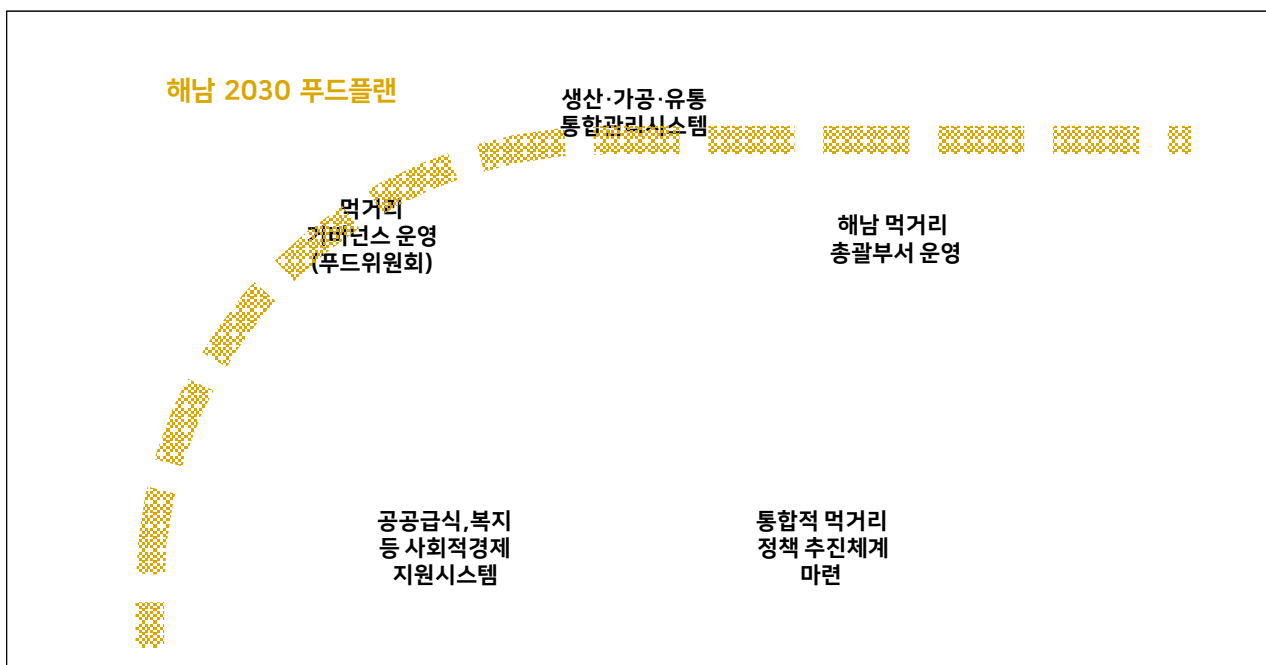 해남 2030 푸드플랜
생산·가공·유통
통합관리시스템
먹거리
거버넌스 운영
(푸드위원회)
해남 먹거리
총괄부서 운영
공공급식,복지
등 사회적경제
지원시스템
통합적 먹거리
정책 추진체계
마련